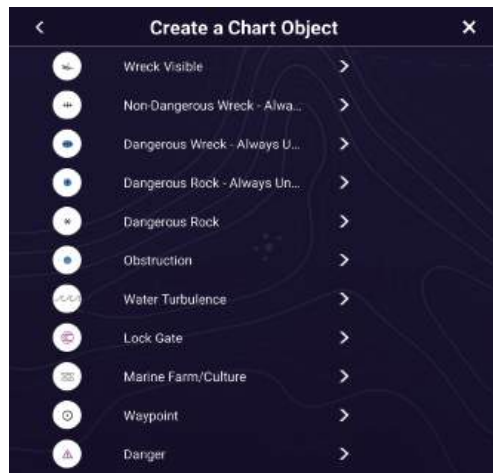 Create a Chart Object
Wreck Visible
Non-Dangerous Wreck - Alwa...
Dangerous Wreck - Always U...
Dangerous Rock - Always Un...
Dangerous Rock
Obstruction
Water Turbulence
Lock Gate
Marine Farm/Culture
Waypoint
Danger